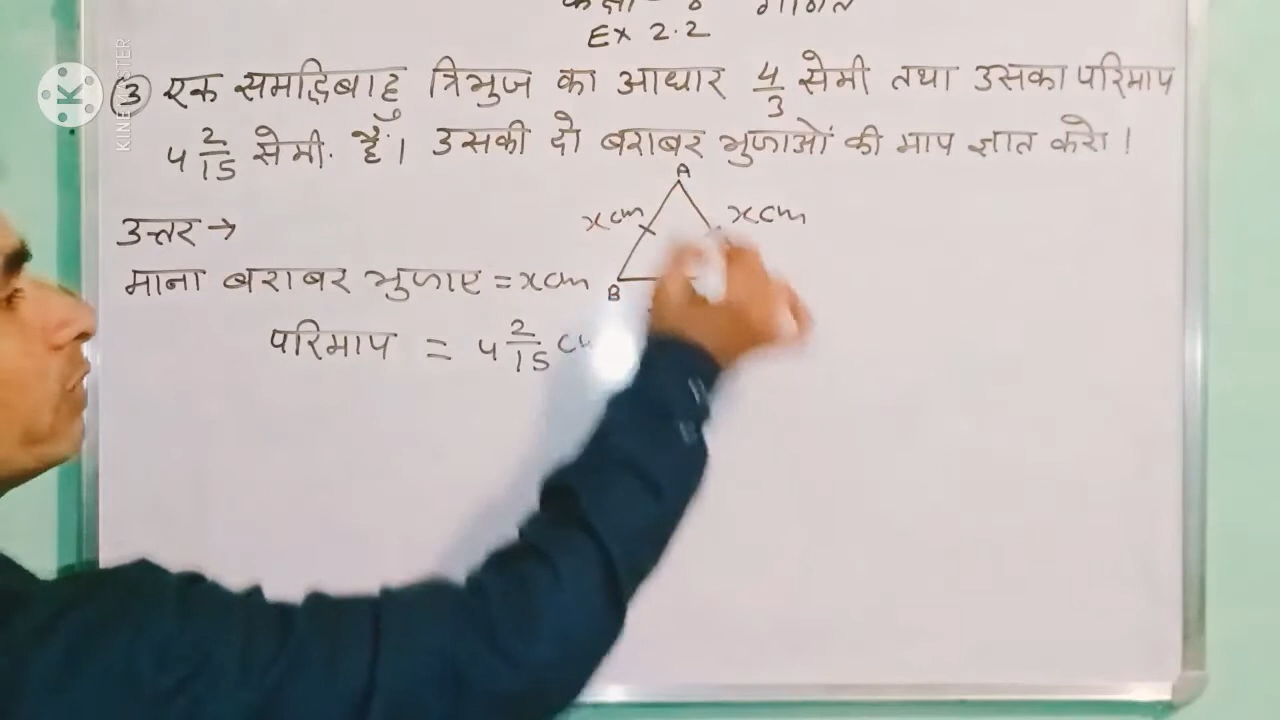 Ex 2.2
③ एक समद्विबाहु त्रिभुज का आधार 4/3 सेमी तथा उसका परिमाप
4 2/15 सेमी. है। उसकी दो बराबर भुजाओं की माप ज्ञात करो।
A
x cm x cm
उत्तर →
माना बराबर भुजाए = x cm
B
परिमाप = 4 2/15
KINEMASTER
K